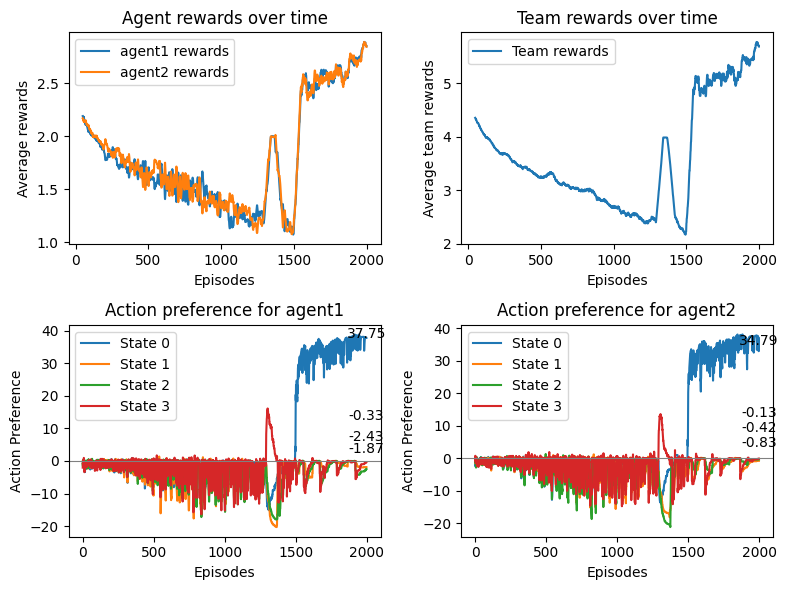 Agent rewards over time
Average rewards
2.5
2.0
1.5
1.0
agent1 rewards
agent2 rewards
0 500 1000 1500 2000
Episodes
Team rewards over time
Average team rewards
5
4
3
2
Team rewards
0 500 1000 1500 2000
Episodes
Action preference for agent1
Action Preference
40
30
20
10
0
−10
−20
State 0
State 1
State 2
State 3
37.75
-0.33
-2.43
-1.87
0 500 1000 1500 2000
Episodes
Action preference for agent2
Action Preference
40
30
20
10
0
−10
−20
State 0
State 1
State 2
State 3
34.79
-0.13
-0.42
-0.83
0 500 1000 1500 2000
Episodes